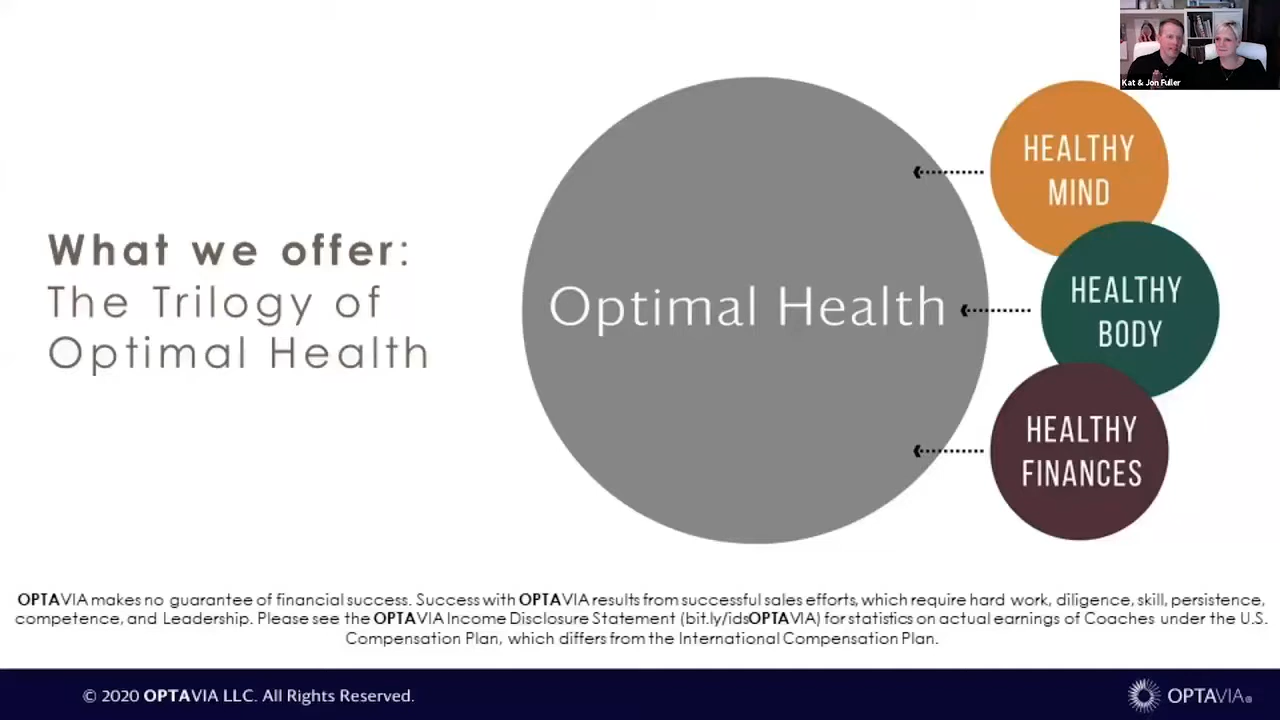 Kat & Jon Fuller
What we offer:
The Trilogy of
Optimal Health
Optimal Health
HEALTHY
MIND
HEALTHY
BODY
HEALTHY
FINANCES
OPTAVIA makes no guarantee of financial success. Success with OPTAVIA results from successful sales efforts, which require hard work, diligence, skill, persistence,
competence, and Leadership. Please see the OPTAVIA Income Disclosure Statement (bit.ly/idsOPTAVIA) for statistics on actual earnings of Coaches under the U.S.
Compensation Plan, which differs from the International Compensation Plan.
© 2020 OPTAVIA LLC. All Rights Reserved.
OPTAVIA®